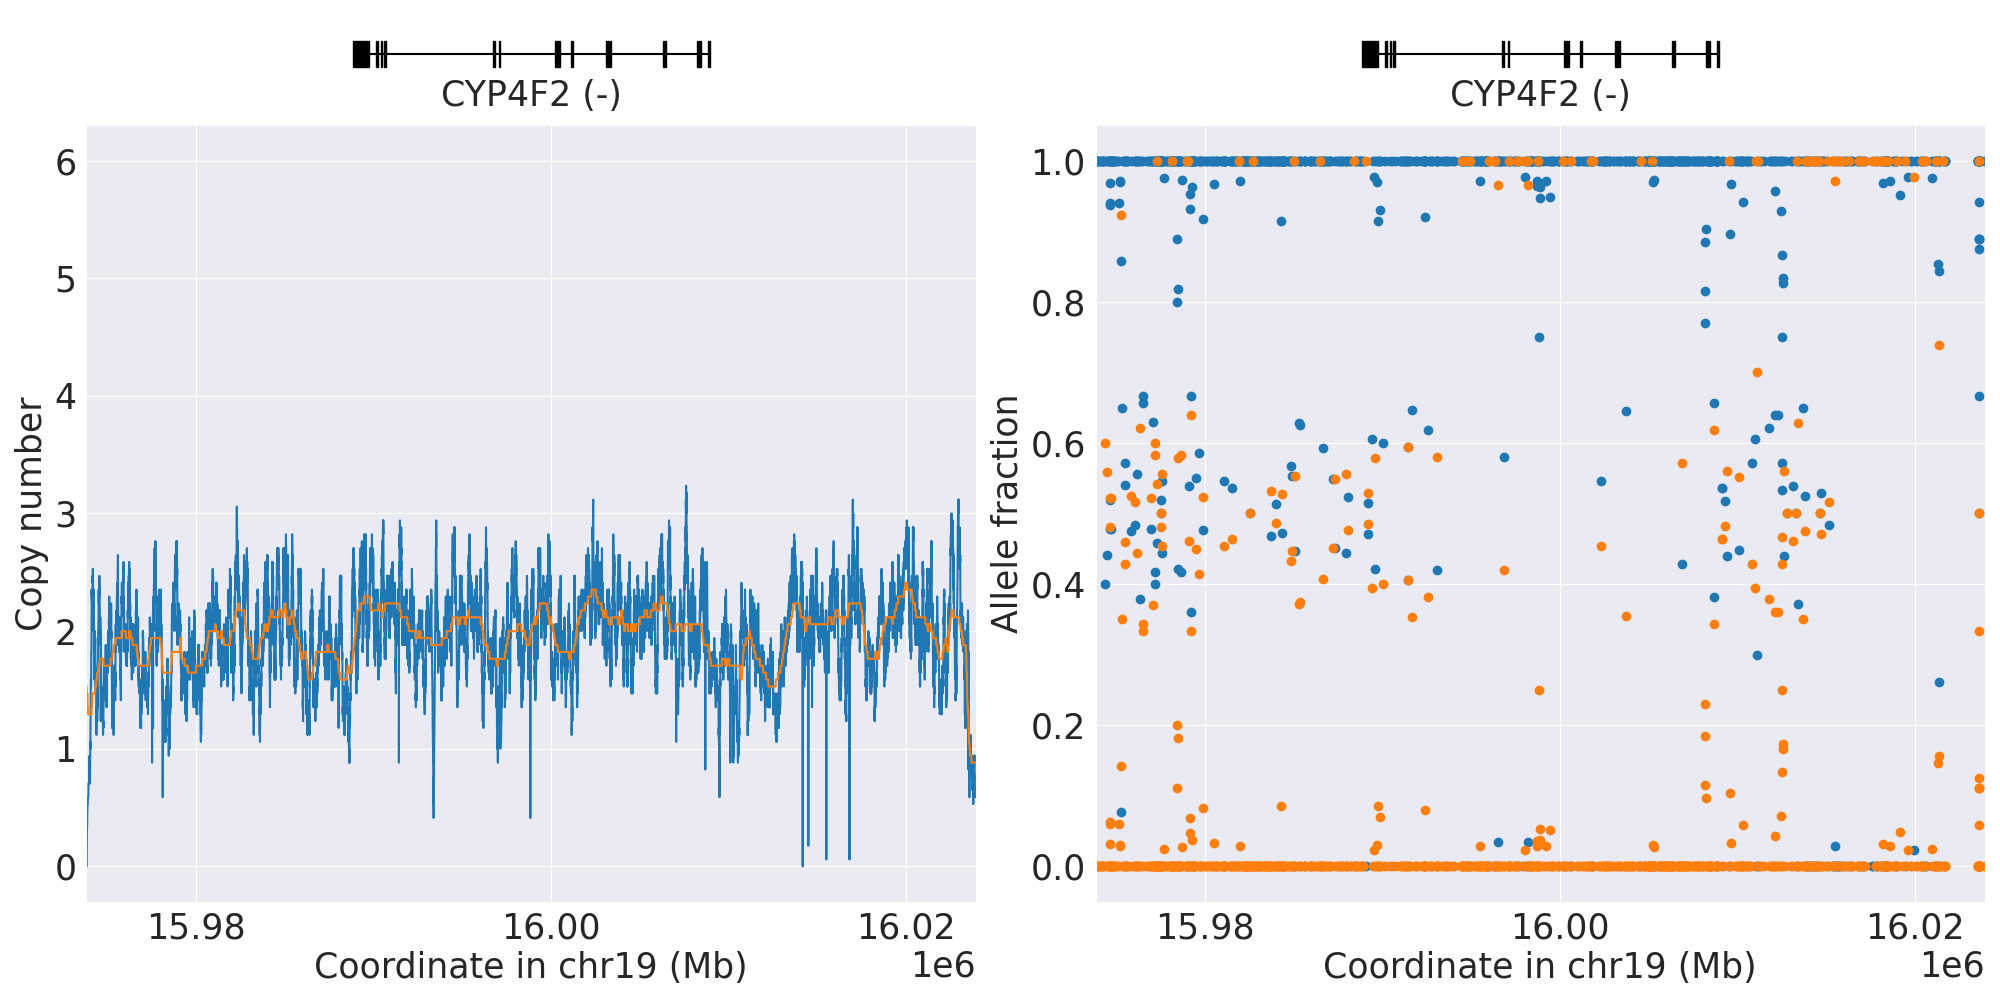 CYP4F2 (-)
6
5
4
3
2
1
0
Copy number
15.98
16.00
16.02
Coordinate in chr19 (Mb)
1e6
CYP4F2 (-)
1.0
0.8
0.6
0.4
0.2
0.0
Allele fraction
15.98
16.00
16.02
Coordinate in chr19 (Mb)
1e6